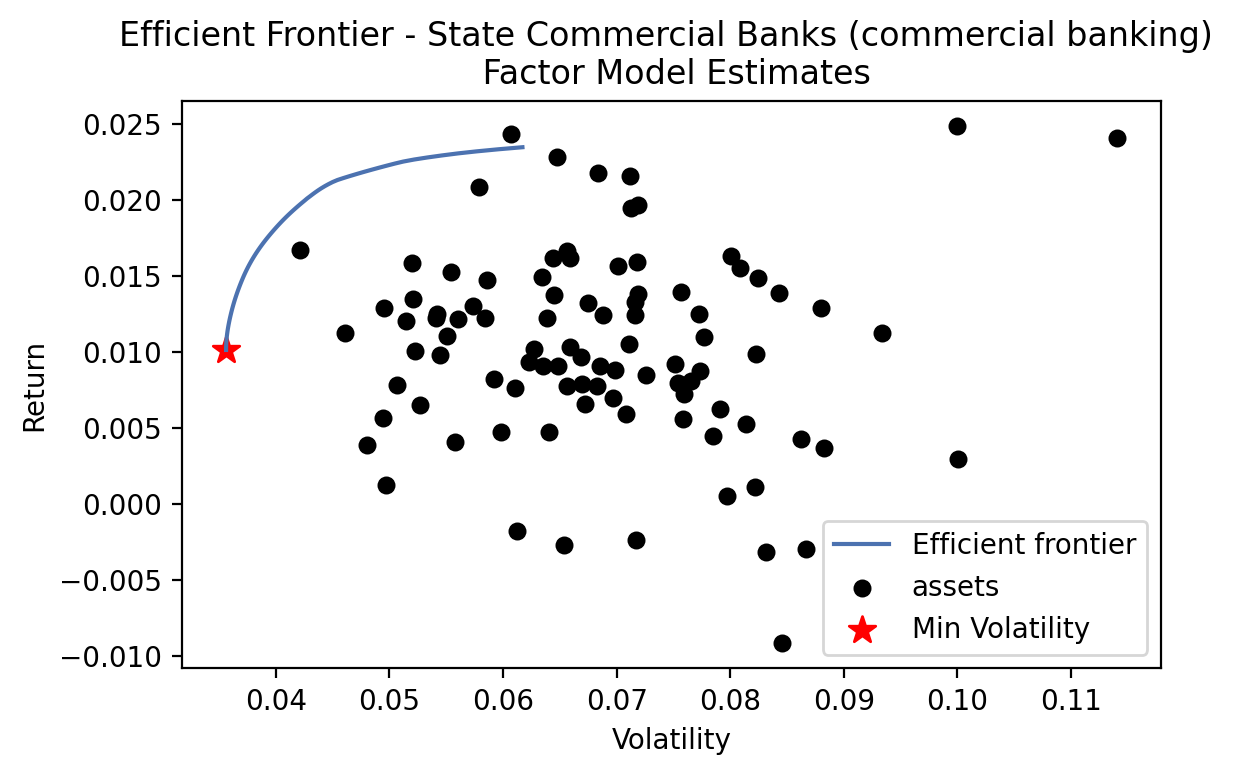 Efficient Frontier - State Commercial Banks (commercial banking)
Factor Model Estimates
Return
0.025
0.020
0.015
0.010
0.005
0.000
−0.005
−0.010
Efficient frontier
assets
Min Volatility
0.04 0.05 0.06 0.07 0.08 0.09 0.10 0.11
Volatility